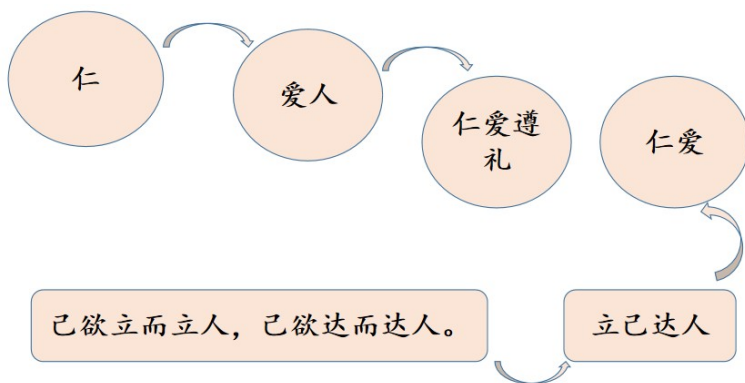 仁
爱人
仁爱遵
礼
仁爱
己欲立而立人，己欲达而达人。
立己达人